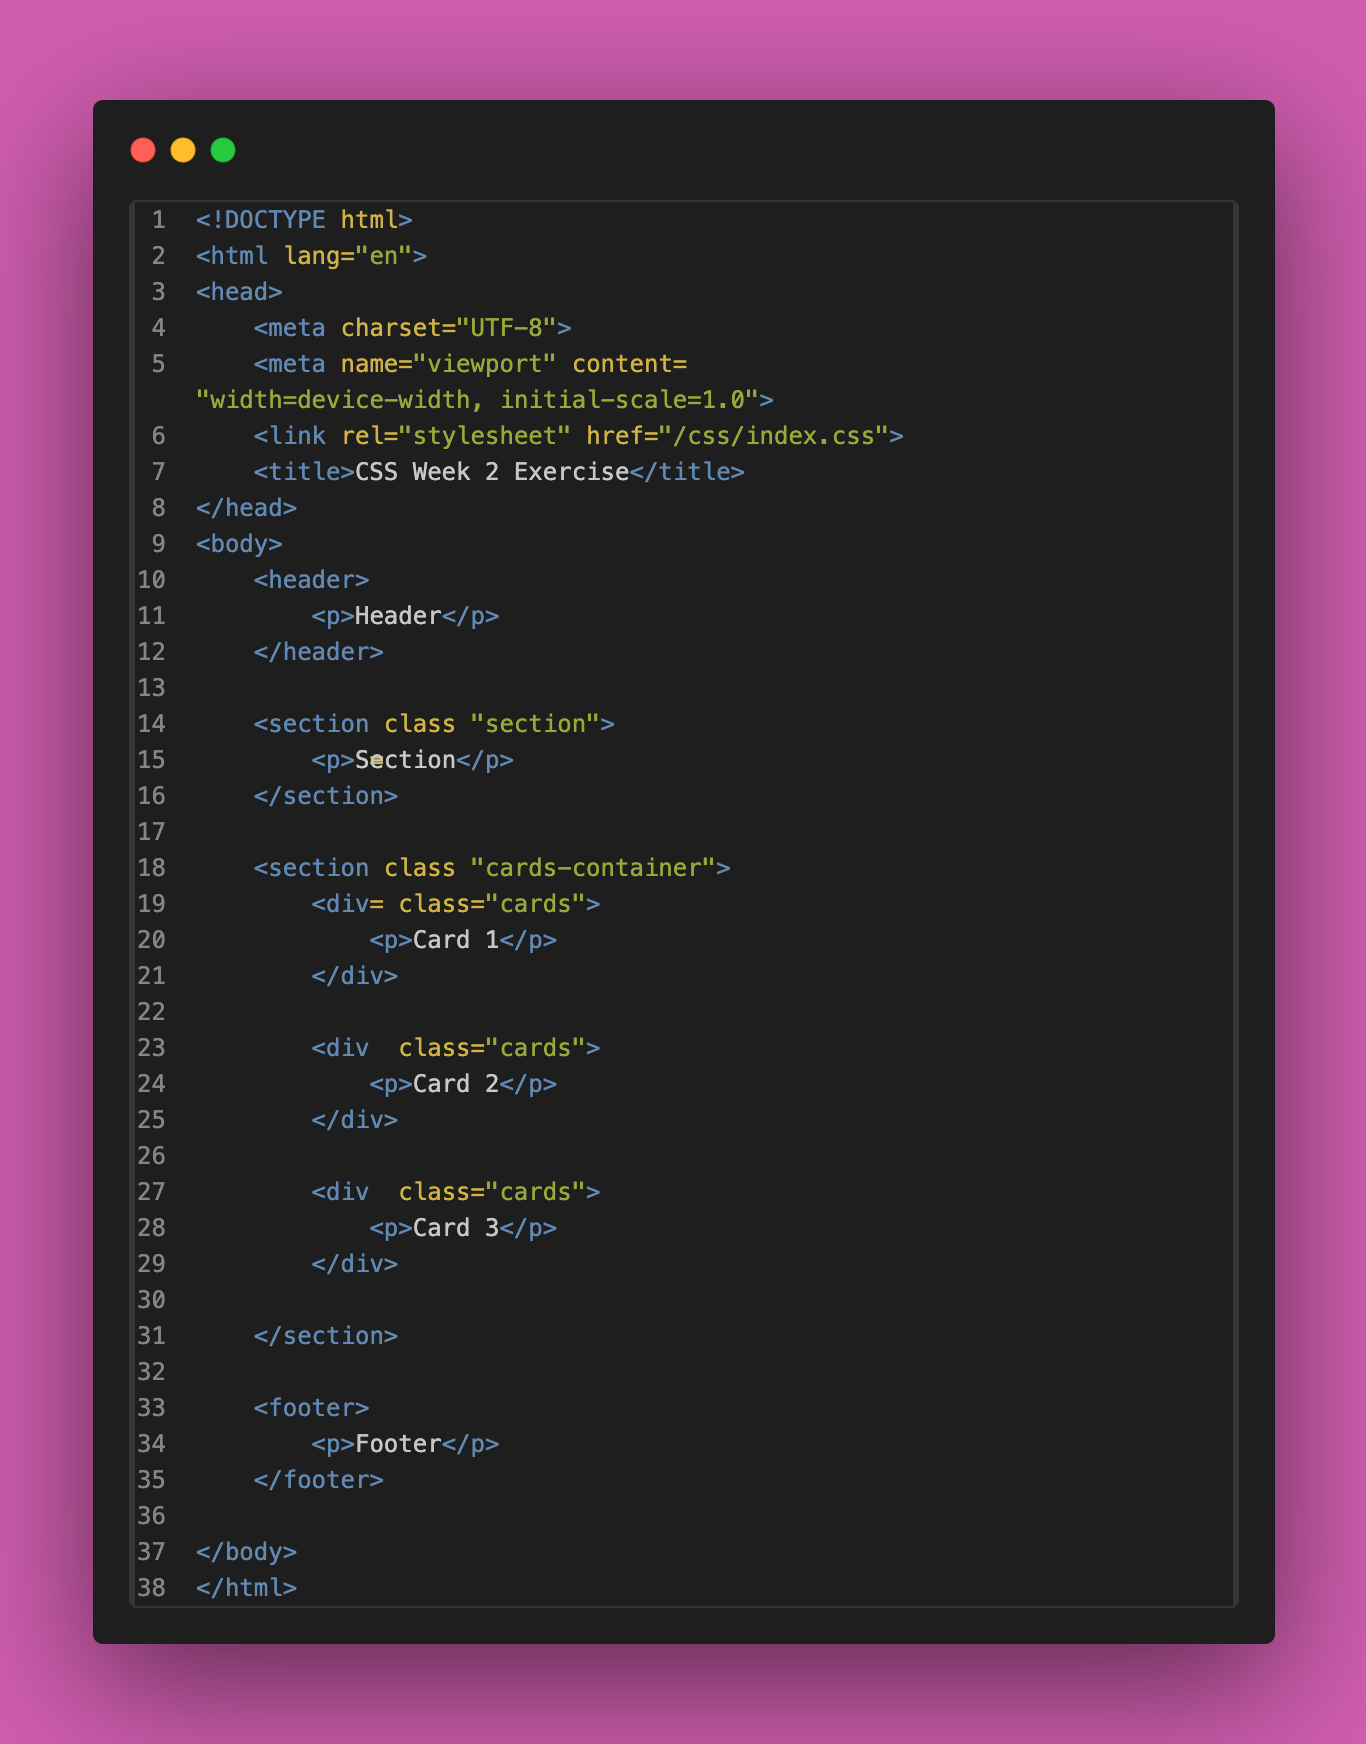 1 <!DOCTYPE html>
2 <html lang="en">
3 <head>
4     <meta charset="UTF-8">
5     <meta name="viewport" content=
"width=device-width, initial-scale=1.0">
6     <link rel="stylesheet" href="/css/index.css">
7     <title>CSS Week 2 Exercise</title>
8 </head>
9 <body>
10     <header>
11         <p>Header</p>
12     </header>
13
14     <section class "section">
15         <p>Section</p>
16     </section>
17
18     <section class "cards-container">
19         <div= class="cards">
20             <p>Card 1</p>
21         </div>
22
23         <div  class="cards">
24             <p>Card 2</p>
25         </div>
26
27         <div  class="cards">
28             <p>Card 3</p>
29         </div>
30
31     </section>
32
33     <footer>
34         <p>Footer</p>
35     </footer>
36
37 </body>
38 </html>